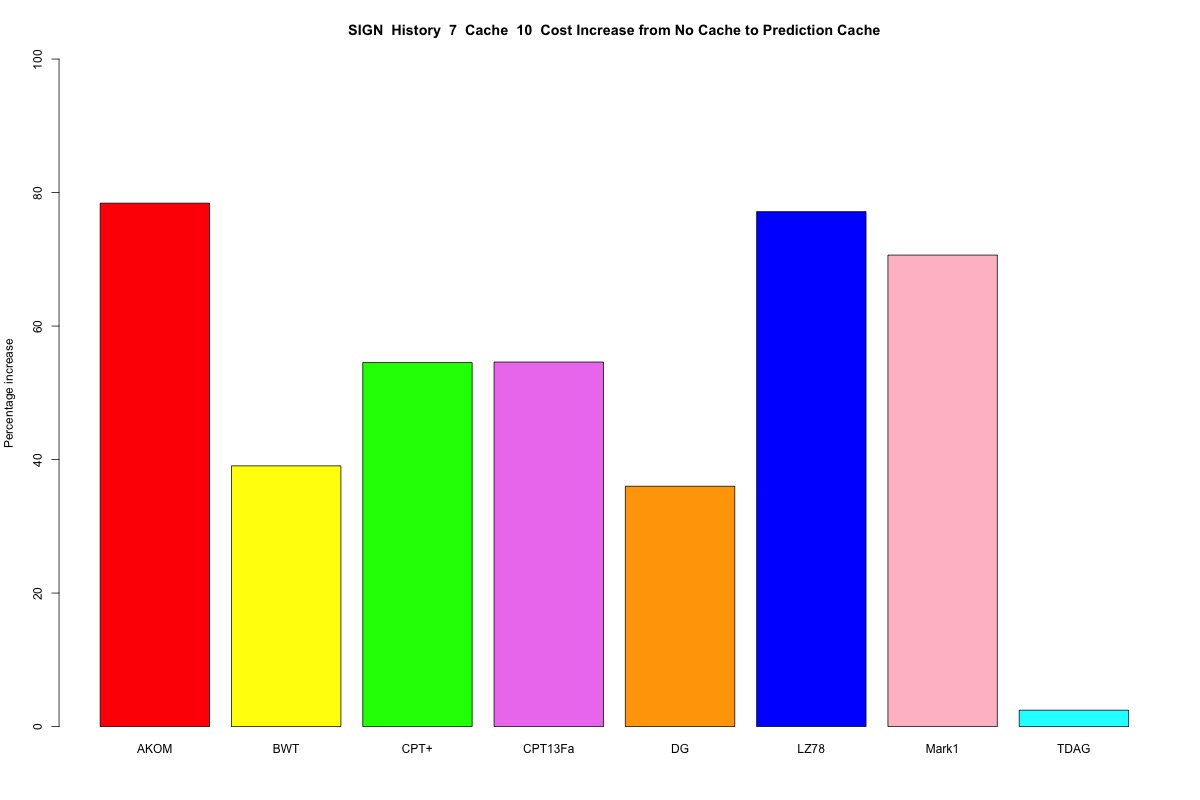 SIGN History 7 Cache 10 Cost Increase from No Cache to Prediction Cache
Percentage increase
100
80
60
40
20
0
AKOM BWT CPT+ CPT13Fa DG LZ78 Mark1 TDAG